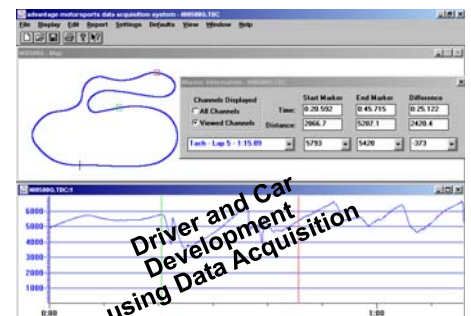 advantage motorsports data acquisition system - HHS00G.TDC
File Display Edit Report Settings Defaults View Window Help
Channels Displayed
All Channels
Viewed Channels
Start Marker End Marker Difference
Time: 0:20.592 0:45.715 0:25.122
Distance: 2866.7 5287.1 2420.4
Tach - Lap 5 - 1:15.89 5793 5420 -373
6000
5000
4000
3000
2000
1000
0:00 1:00
Driver and Car
Development
using Data Acquisition